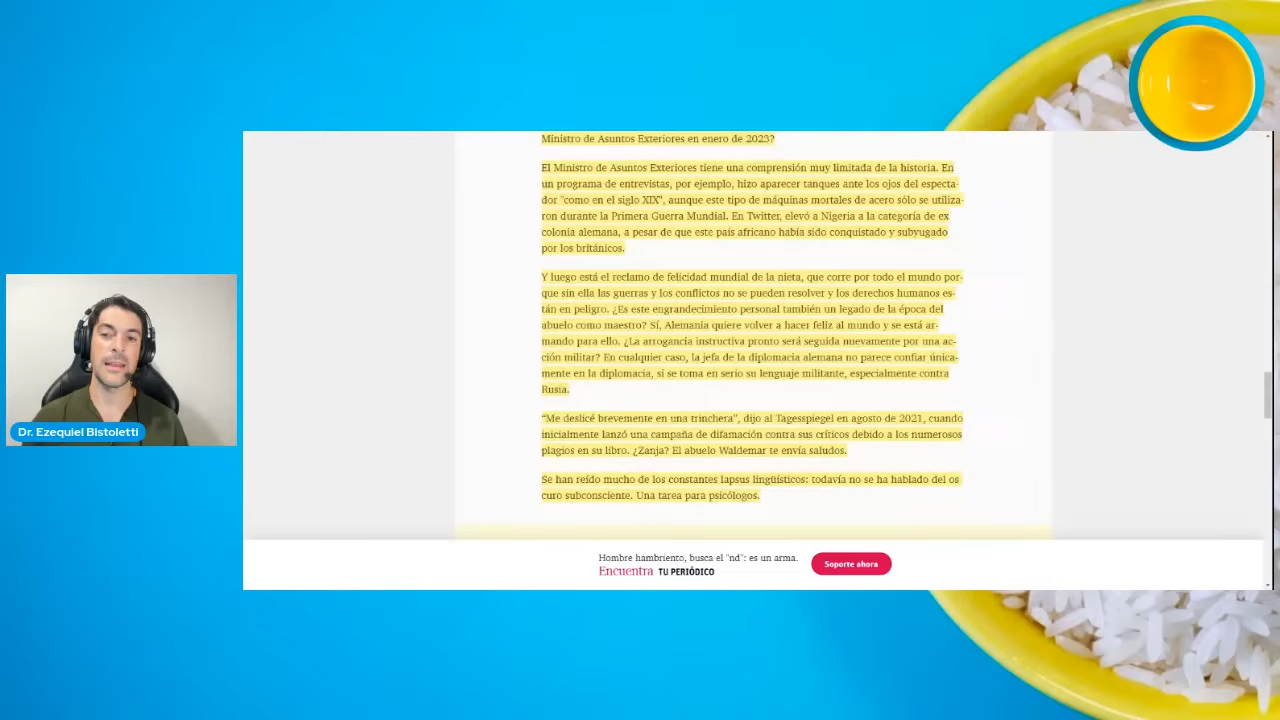 Ministro de Asuntos Exteriores en enero de 2023?
El Ministro de Asuntos Exteriores tiene una comprensión muy limitada de la historia. En
un programa de entrevistas, por ejemplo, hizo aparecer tanques ante los ojos del especta-
dor "como en el siglo XIX", aunque este tipo de máquinas mortales de acero sólo se utiliza-
ron durante la Primera Guerra Mundial. En Twitter, elevó a Nigeria a la categoría de ex
colonia alemana, a pesar de que este país africano había sido conquistado y subyugado
por los británicos.
Y luego está el reclamo de felicidad mundial de la nieta, que corre por todo el mundo por-
que sin ella las guerras y los conflictos no se pueden resolver y los derechos humanos es-
tán en peligro. ¿Es este engrandecimiento personal también un legado de la época del
abuelo como maestro? Sí, Alemania quiere volver a hacer feliz al mundo y se está ar-
mando para ello. ¿La arrogancia instructiva pronto será seguida nuevamente por una ac-
ción militar? En cualquier caso, la jefa de la diplomacia alemana no parece confiar única-
mente en la diplomacia, si se toma en serio su lenguaje militante, especialmente contra
Rusia.
“Me deslicé brevemente en una trinchera”, dijo al Tagesspiegel en agosto de 2021, cuando
inicialmente lanzó una campaña de difamación contra sus críticos debido a los numerosos
plagios en su libro. ¿Zanja? El abuelo Waldemar te envía saludos.
Se han reído mucho de los constantes lapsus lingüísticos: todavía no se ha hablado del os
curo subconsciente. Una tarea para psicólogos.
Dr. Ezequiel Bistoletti
Hombre hambriento, busca el "nd": es un arma.
Encuentra TU PERIÓDICO
Soporte ahora